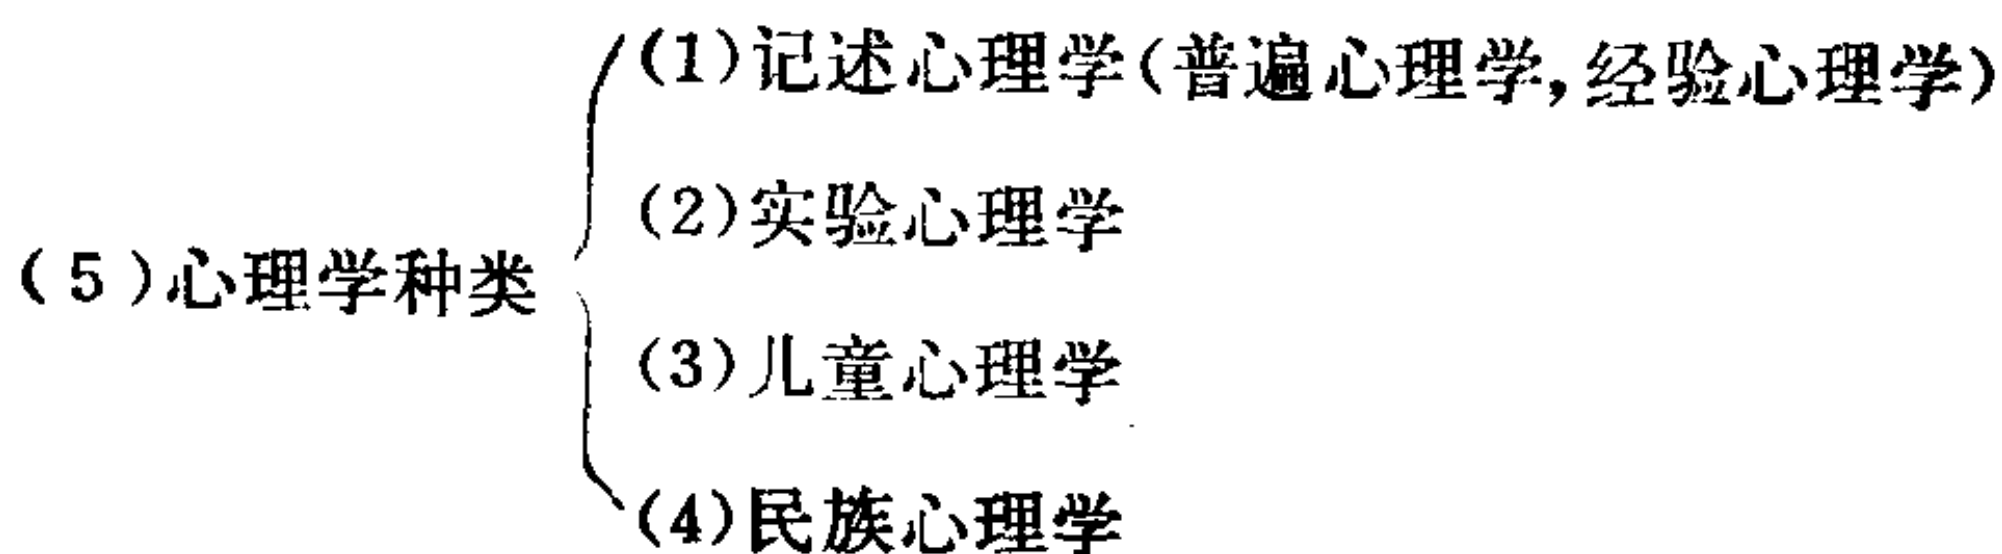 (1)记述心理学(普遍心理学,经验心理学)
(2)实验心理学
(5)心理学种类
(3)儿童心理学
(4)民族心理学